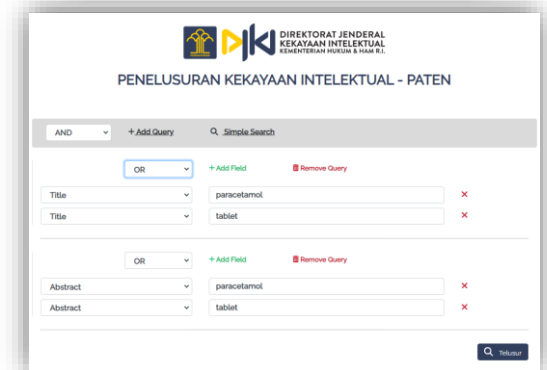 DIREKTORAT JENDERAL
KEKAYAAN INTELEKTUAL
KEMENTERIAN HUKUM & HAM R.I.
PENELUSURAN KEKAYAAN INTELEKTUAL - PATEN
AND + Add Query Simple Search
OR + Add Field Remove Query
Title paracetamol
Title tablet
OR + Add Field Remove Query
Abstract paracetamol
Abstract tablet
Telusur